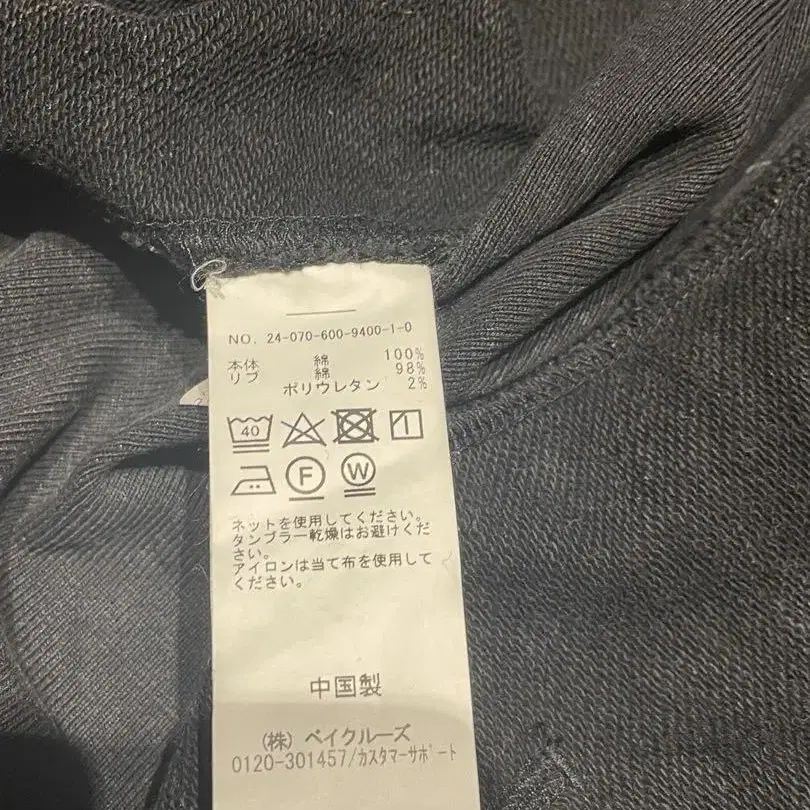 NO. 24-070-600-9400-1-0
本体 綿 100%
リブ 綿 98%
ポリウレタン 2%
40
F W
ネットを使用してください。
タンブラー乾燥はお避けくだ
さい。
アイロンは当て布を使用して
ください。
中国製
(株) ベイクルーズ
0120-301457/カスタマーサポート